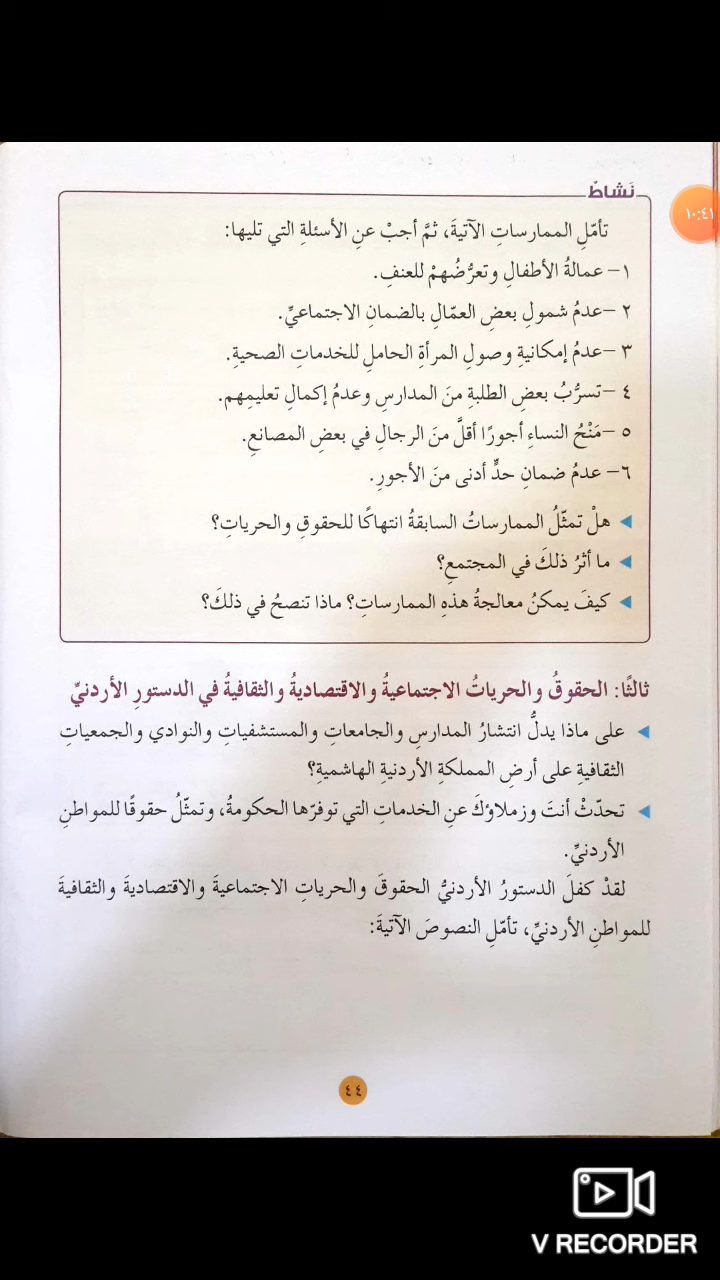 نَشاطٌ
١٠:٤١
تأمّلِ الممارساتِ الآتيةَ، ثمَّ أجبْ عنِ الأسئلةِ التي تليها:
١- عمالةُ الأطفالِ وتعرُّضُهمْ للعنفِ.
٢ -عدمُ شمولِ بعضِ العمّالِ بالضمانِ الاجتماعيِّ.
٣ -عدمُ إمكانيةِ وصولِ المرأةِ الحاملِ للخدماتِ الصحيةِ.
٤ -تسرُّبُ بعضِ الطلبةِ منَ المدارسِ وعدمُ إكمالِ تعليمِهم.
٥ -مَنْحُ النساءِ أجورًا أقلَّ منَ الرجالِ في بعضِ المصانعِ.
٦- عدمُ ضمانِ حدٍّ أدنى منَ الأجورِ.
هلْ تمثّلُ الممارساتُ السابقةُ انتهاكًا للحقوقِ والحرياتِ؟
ما أثرُ ذلكَ في المجتمعِ؟
كيفَ يمكنُ معالجةُ هذهِ الممارساتِ؟ ماذا تنصحُ في ذلكَ؟
ثالثًا: الحقوقُ والحرياتُ الاجتماعيةُ والاقتصاديةُ والثقافيةُ في الدستورِ الأردنيِّ
على ماذا يدلُّ انتشارُ المدارسِ والجامعاتِ والمستشفياتِ والنوادي والجمعياتِ
الثقافيةِ على أرضِ المملكةِ الأردنيةِ الهاشميةِ؟
تحدّثْ أنتَ وزملاؤكَ عنِ الخدماتِ التي توفرّها الحكومةُ، وتمثّلُ حقوقًا للمواطنِ
الأردنيِّ.
لقدْ كفلَ الدستورُ الأردنيُّ الحقوقَ والحرياتِ الاجتماعيةَ والاقتصاديةَ والثقافيةَ
للمواطنِ الأردنيِّ، تأمّلِ النصوصَ الآتيةَ:
٤٤
V RECORDER